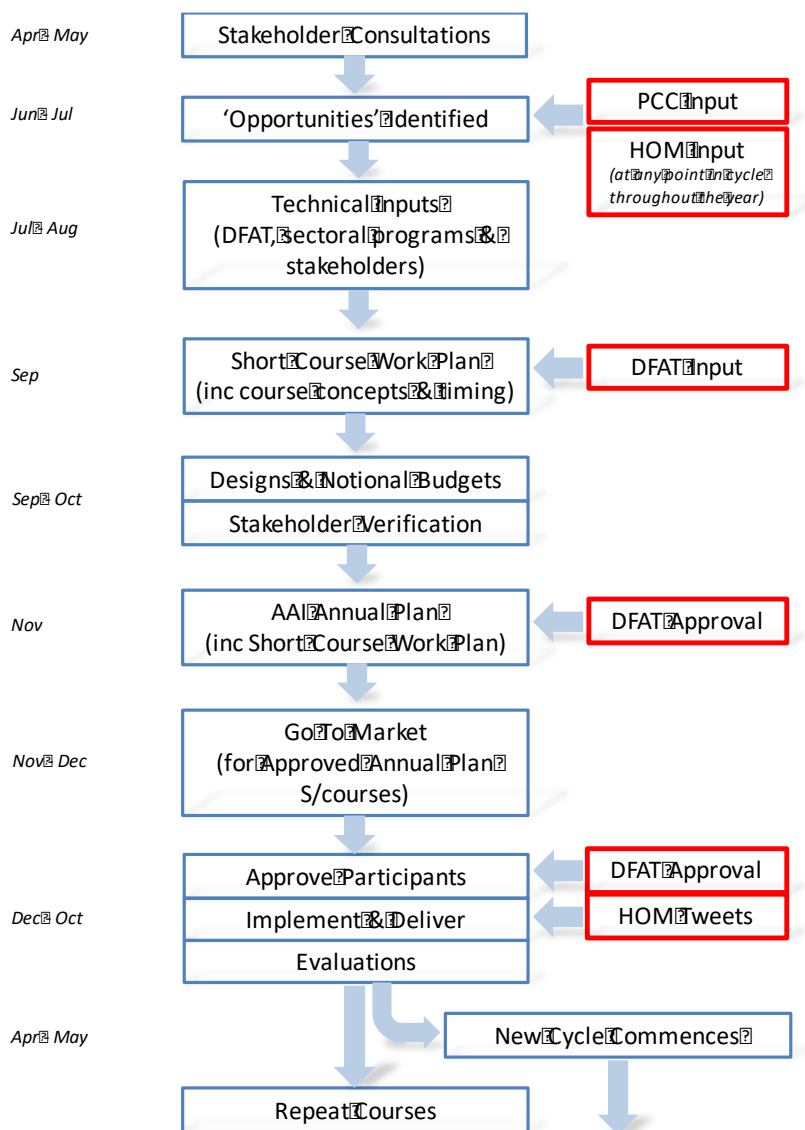 Apr- May
Stakeholder Consultations
Jun- Jul
'Opportunities' Identified
PCC Input
HOM Input
(at any point in cycle
throughout the year)
Jul- Aug
Technical Inputs
(DFAT, sectoral programs &
stakeholders)
Sep
Short Course Work Plan
(inc course concepts & timing)
DFAT Input
Sep- Oct
Designs & Notional Budgets
Stakeholder Verification
Nov
AAI Annual Plan
(inc Short Course Work Plan)
DFAT Approval
Nov- Dec
Go To Market
(for Approved Annual Plan
S/courses)
Dec- Oct
Approve Participants
DFAT Approval
Implement & Deliver
HOM Tweets
Evaluations
Apr- May
New Cycle Commences
Repeat Courses